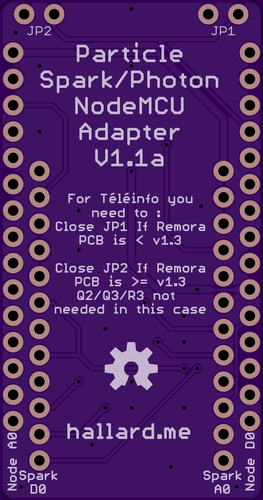 JP2 JP1
Particle
Spark/Photon
NodeMCU
Adapter
V1.1a
For Téléinfo you
need to :
Close JP1 If Remora
PCB is < v1.3
Close JP2 If Remora
PCB is >= v1.3
Q2/Q3/R3 not
needed in this case
hallard.me
Node A0
Spark
D0
Spark
A0
Node D0